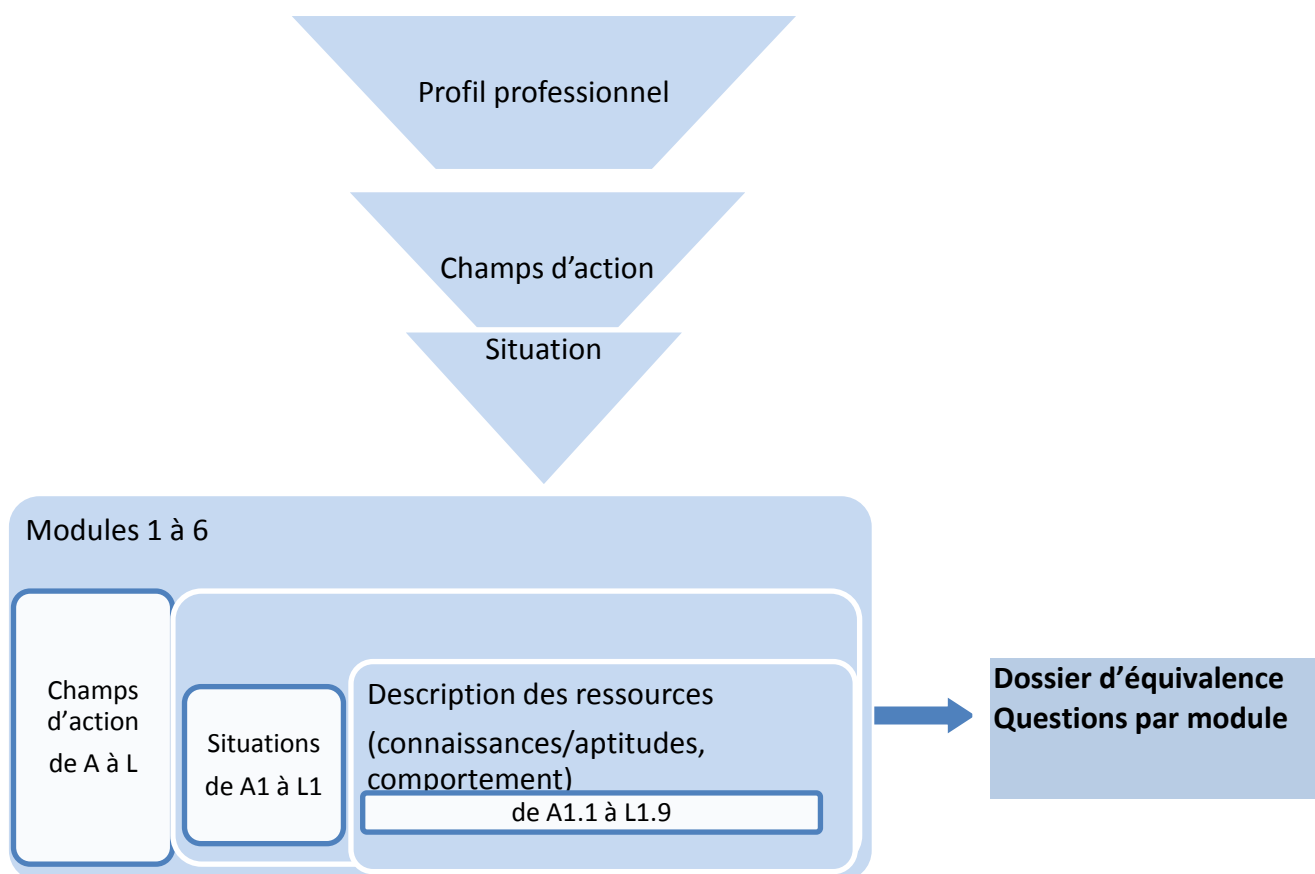 Profil professionnel
Champs d’action
Situation
Modules 1 à 6
Champs
d’action
de A à L
Situations
de A1 à L1
Description des ressources
(connaissances/aptitudes,
comportement)
de A1.1 à L1.9
Dossier d’équivalence
Questions par module